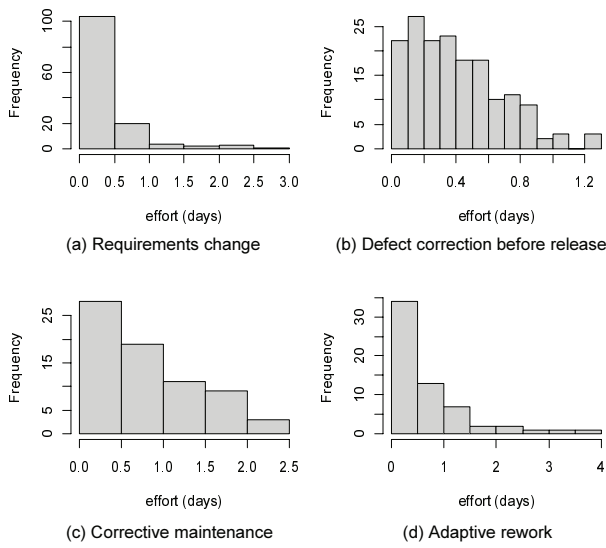 Frequency
20
60
100
0
0.0 0.5 1.0 1.5 2.0 2.5 3.0
effort (days)
(a) Requirements change
Frequency
25
15
5
0
0.0 0.4 0.8 1.2
effort (days)
(b) Defect correction before release
Frequency
25
15
5
0
0.0 0.5 1.0 1.5 2.0 2.5
effort (days)
(c) Corrective maintenance
Frequency
30
20
10
0
0 1 2 3 4
effort (days)
(d) Adaptive rework